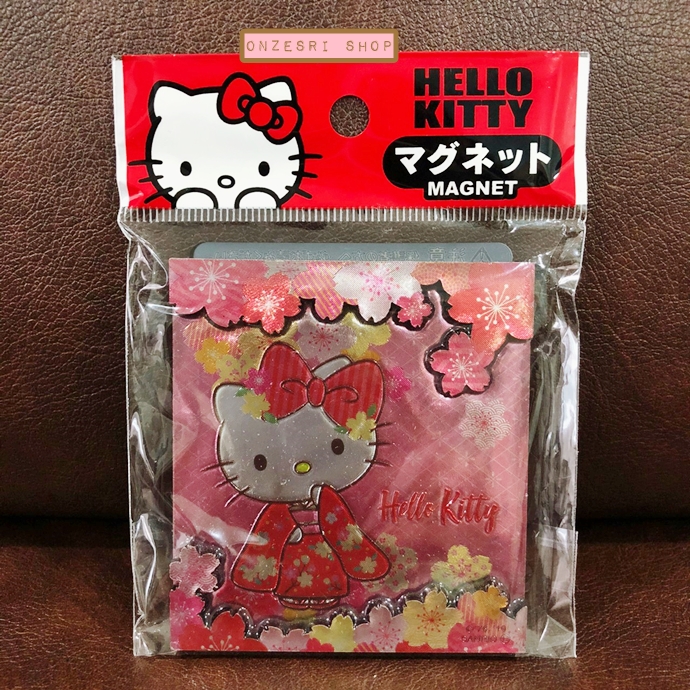 ONZESRI SHOP
HELLO
KITTY
マグネット
MAGNET
Hello Kitty